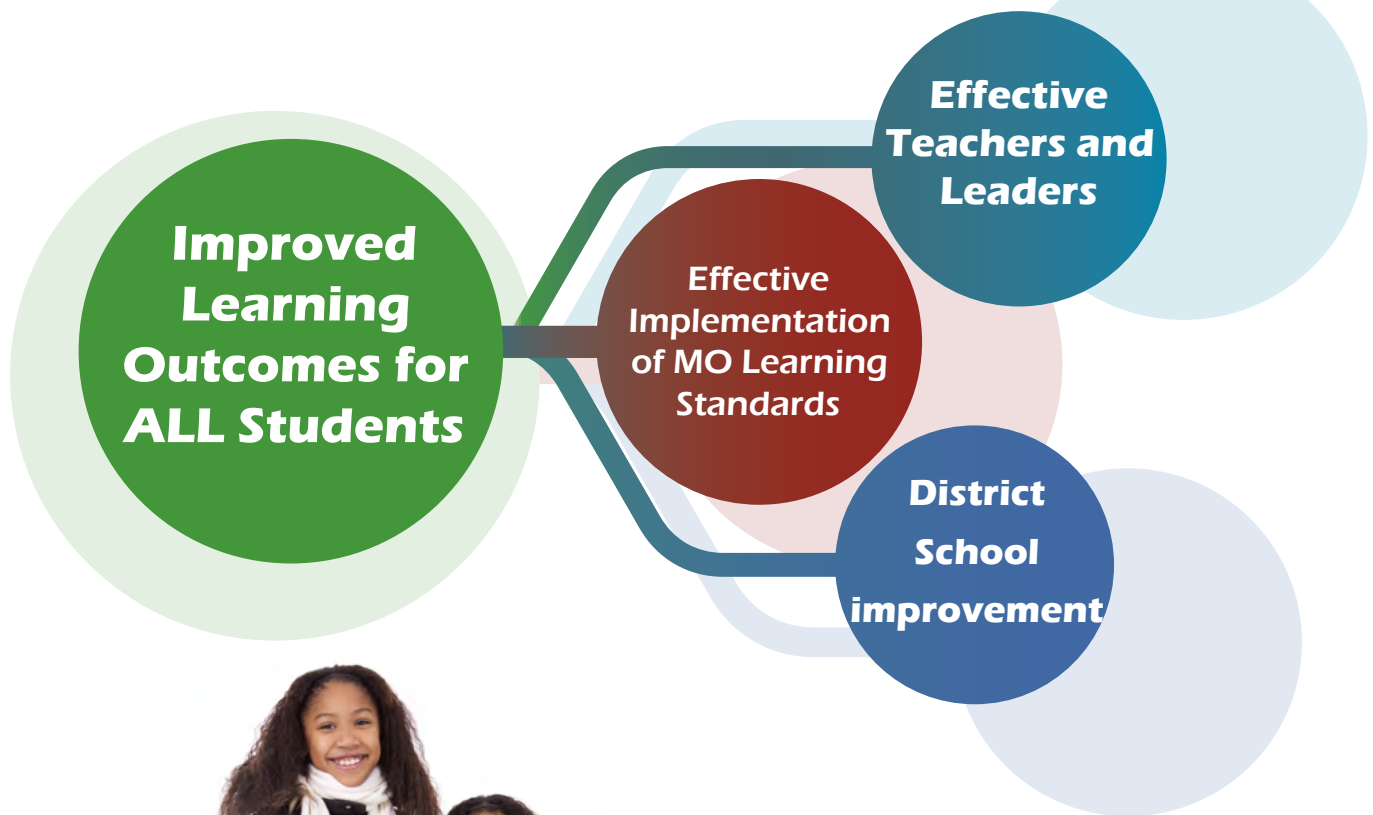 Improved
Learning
Outcomes for
ALL Students
Effective
Teachers and
Leaders
Effective
Implementation
of MO Learning
Standards
District
School
improvement